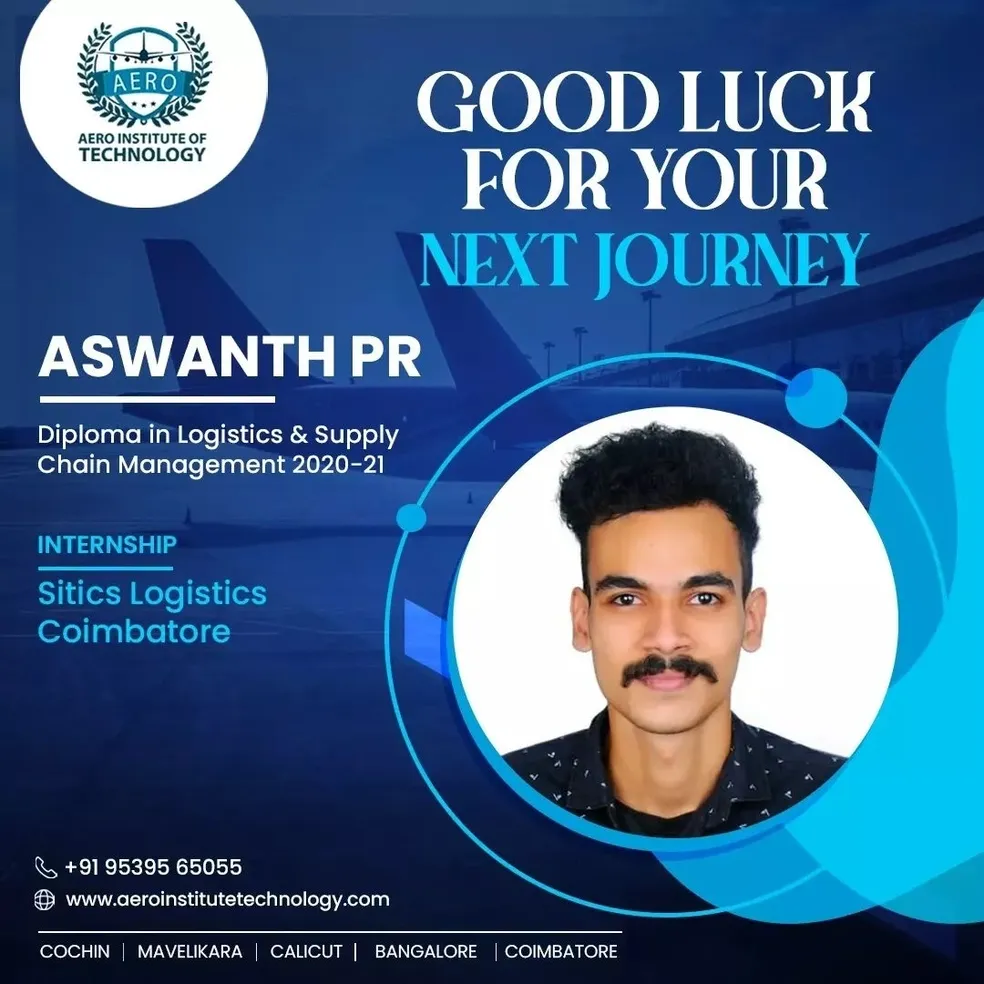 AERO
AERO INSTITUTE OF
TECHNOLOGY
GOOD LUCK
FOR YOUR
NEXT JOURNEY
ASWANTH PR
Diploma in Logistics & Supply
Chain Management 2020-21
INTERNSHIP
Sitics Logistics
Coimbatore
+91 95395 65055
www.aeroinstitutetechnology.com
COCHIN | MAVELIKARA | CALICUT | BANGALORE | COIMBATORE